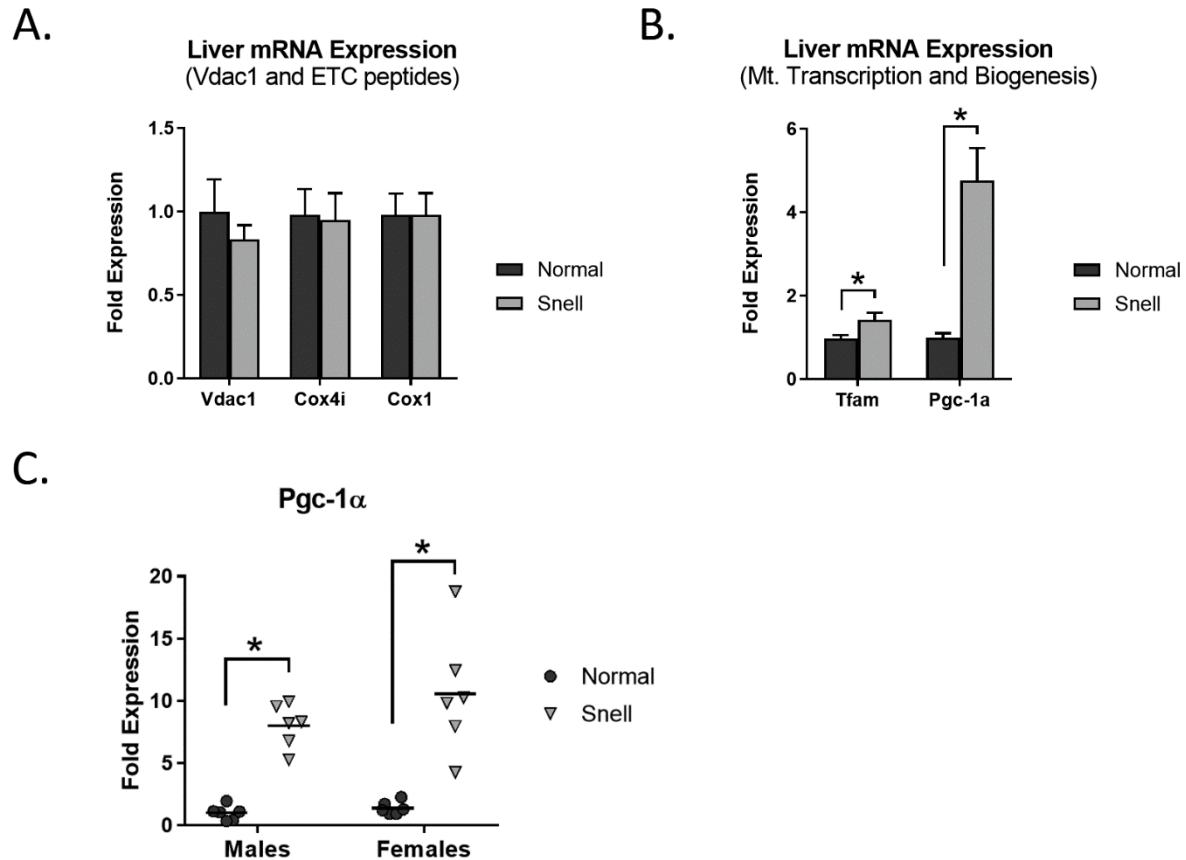 A.
Liver mRNA Expression
(Vdac1 and ETC peptides)
Fold Expression
1.5
1.0
0.5
0.0
Vdac1 Cox4i Cox1
Normal
Snell
B.
Liver mRNA Expression
(Mt. Transcription and Biogenesis)
Fold Expression
6
4
2
0
*
*
Tfam Pgc-1a
Normal
Snell
C.
Pgc-1α
Fold Expression
20
15
10
5
0
*
*
Males Females
Normal
Snell